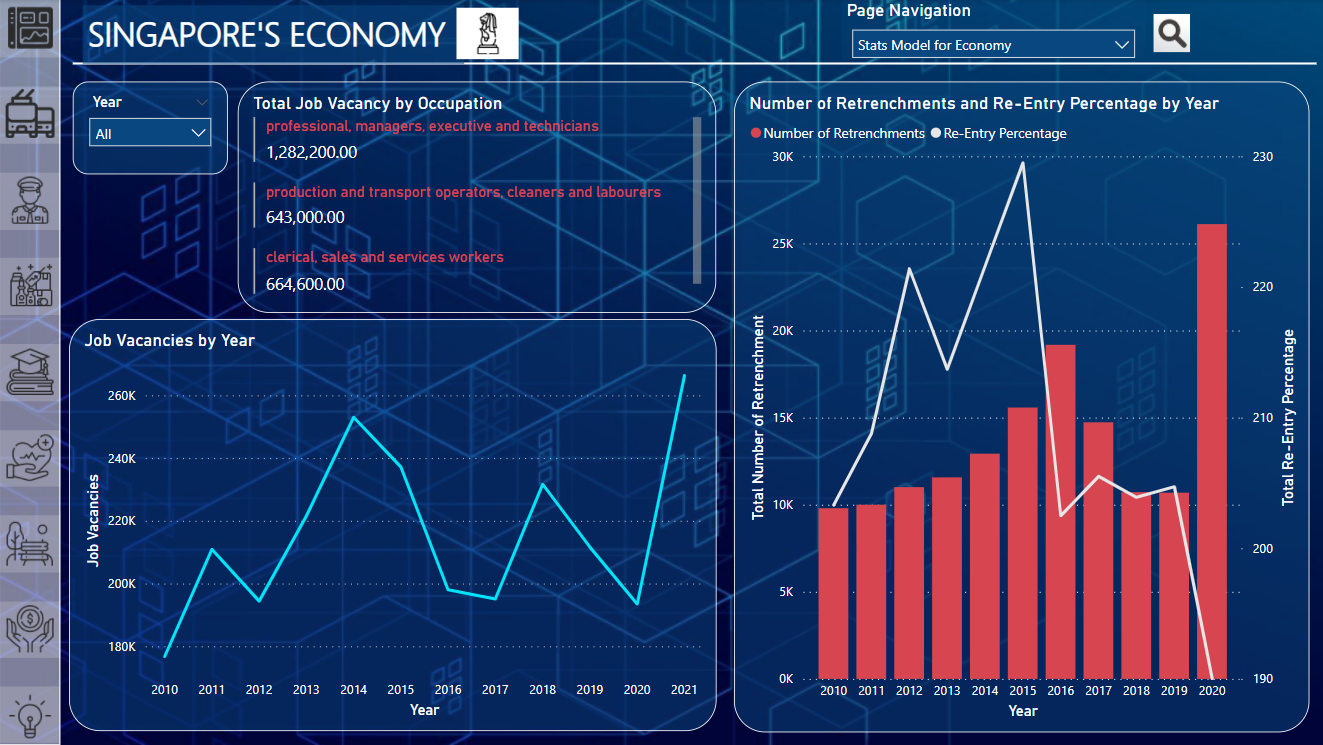 SINGAPORE'S ECONOMY
Page Navigation
Stats Model for Economy
Year
All
Total Job Vacancy by Occupation
professional, managers, executive and technicians
1,282,200.00
production and transport operators, cleaners and labourers
643,000.00
clerical, sales and services workers
664,600.00
Job Vacancies by Year
Job Vacancies
260K
240K
220K
200K
180K
2010 2011 2012 2013 2014 2015 2016 2017 2018 2019 2020 2021
Year
Number of Retrenchments and Re-Entry Percentage by Year
Number of Retrenchments Re-Entry Percentage
Total Number of Retrenchment
30K
25K
20K
15K
10K
5K
0K
230
220
210
200
190
Total Re-Entry Percentage
2010 2011 2012 2013 2014 2015 2016 2017 2018 2019 2020
Year